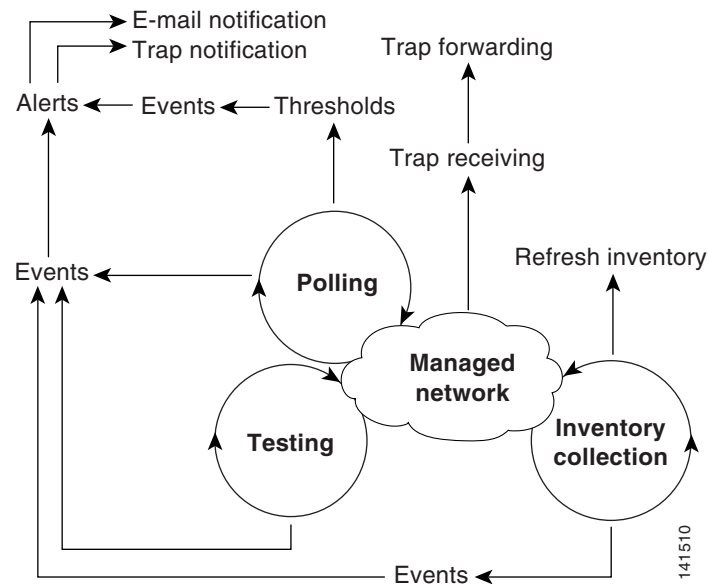 E-mail notification
Trap notification
Trap forwarding
Alerts
Events
Thresholds
Trap receiving
Events
Polling
Refresh inventory
Managed
network
Testing
Inventory
collection
Events
141510